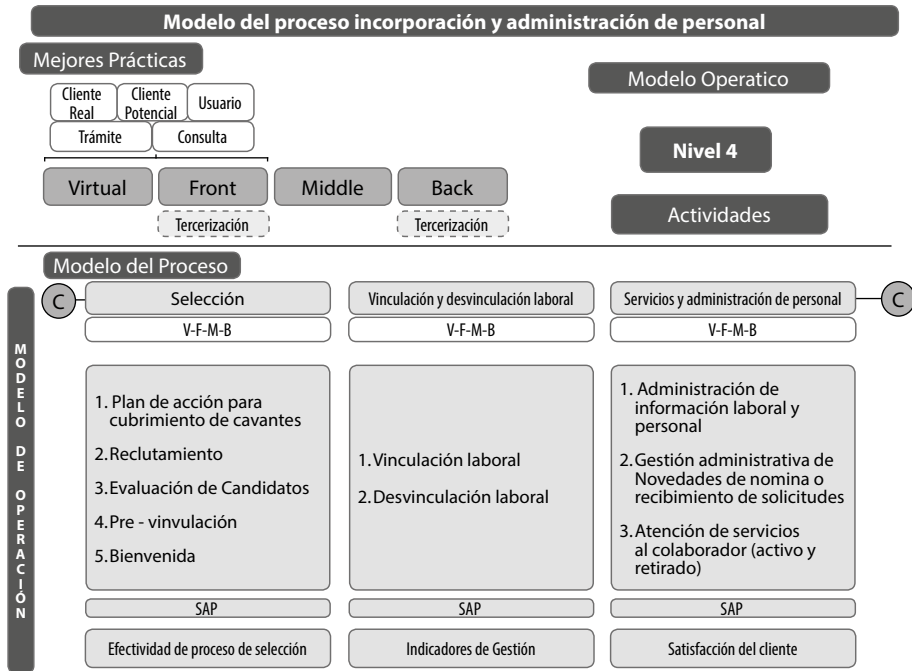 Modelo del proceso incorporación y administración de personal
Mejores Prácticas
Modelo Operatico
Cliente
Real
Cliente
Potencial
Usuario
Trámite
Consulta
Nivel 4
Virtual
Front
Middle
Back
Actividades
Tercerización
Tercerización
Modelo del Proceso
MODELO DE OPERACIÓN
C
Selección
Vinculación y desvinculación laboral
Servicios y administración de personal
C
V-F-M-B
V-F-M-B
V-F-M-B
1. Plan de acción para
cubrimiento de cavantes
2.Reclutamiento
3.Evaluación de Candidatos
4.Pre - vinvulación
5.Bienvenida
1.Vinculación laboral
2.Desvinculación laboral
1. Administración de
información laboral y
personal
2.Gestión administrativa de
Novedades de nomina o
recibimiento de solicitudes
3.Atención de servicios
al colaborador (activo y
retirado)
SAP
SAP
SAP
Efectividad de proceso de selección
Indicadores de Gestión
Satisfacción del cliente